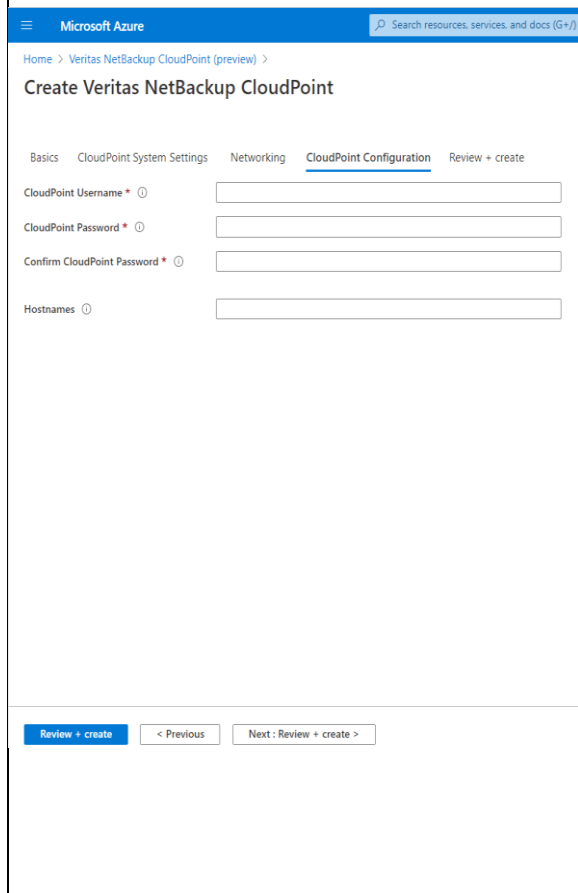 Microsoft Azure
Search resources, services, and docs (G+/)
Home > Veritas NetBackup CloudPoint (preview) >
Create Veritas NetBackup CloudPoint
Basics CloudPoint System Settings Networking CloudPoint Configuration Review + create
CloudPoint Username *
CloudPoint Password *
Confirm CloudPoint Password *
Hostnames
Review + create < Previous Next : Review + create >